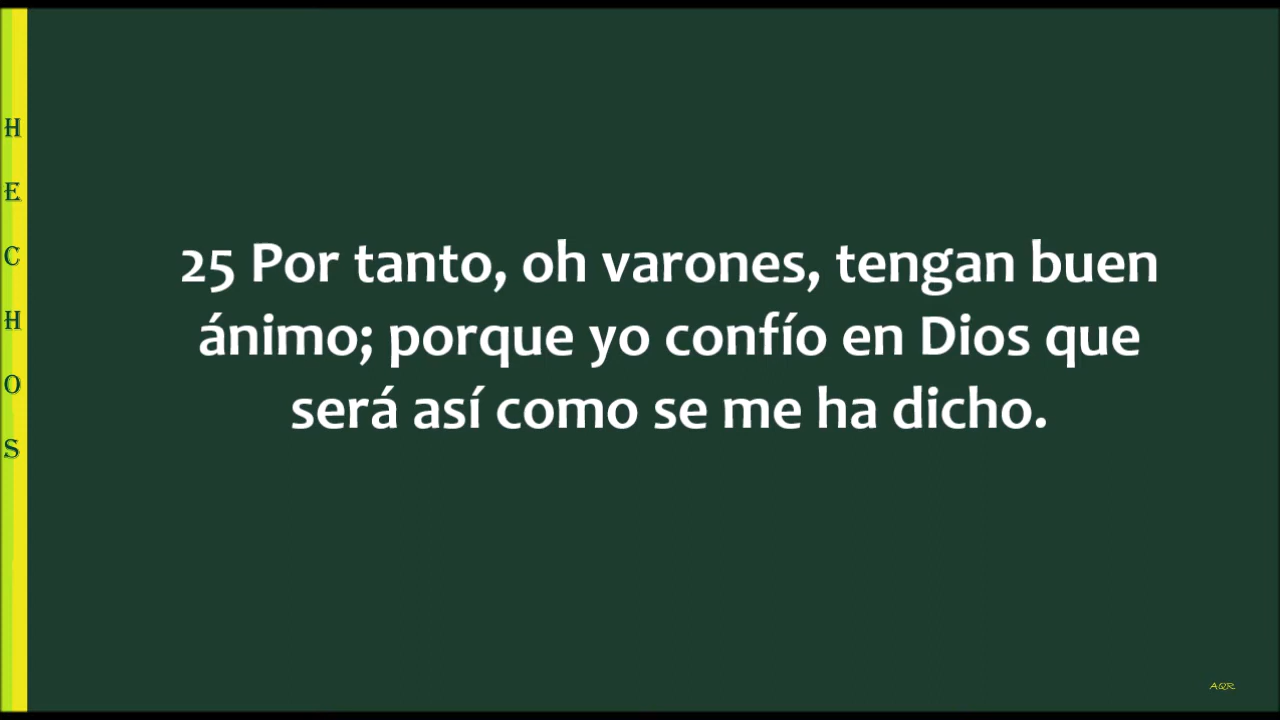 HECHOS
25 Por tanto, oh varones, tengan buen
ánimo; porque yo confío en Dios que
será así como se me ha dicho.
AQR